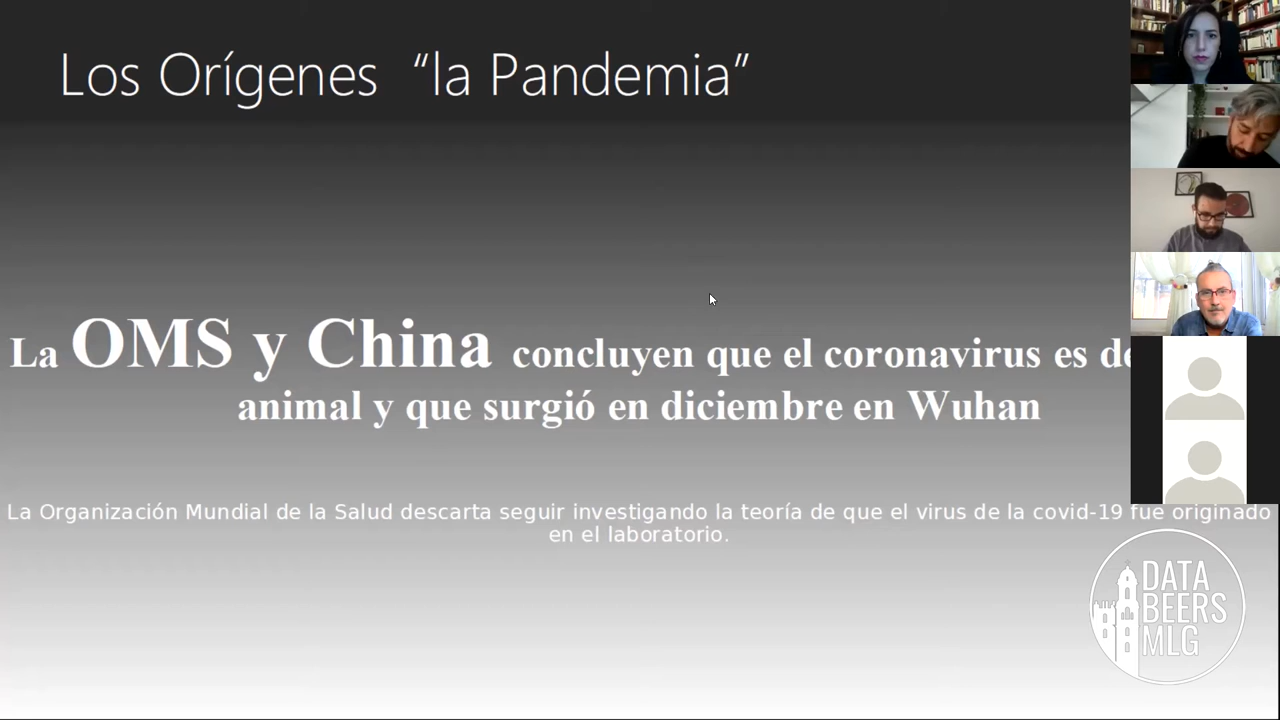 Los Orígenes “la Pandemia”
La OMS y China concluyen que el coronavirus es de
animal y que surgió en diciembre en Wuhan
La Organización Mundial de la Salud descarta seguir investigando la teoría de que el virus de la covid-19 fue originado
en el laboratorio.
DATA
BEERS
MLG